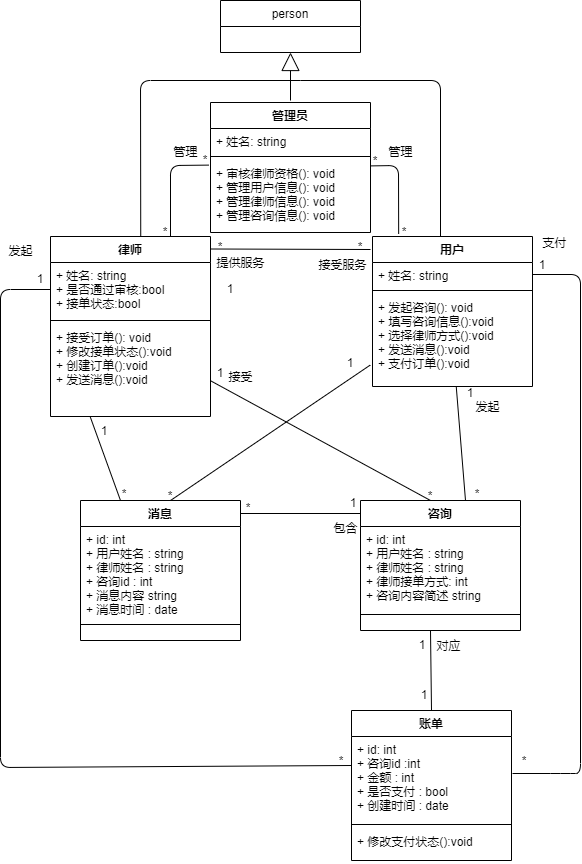 person
管理员
+ 姓名: string
+ 审核律师资格(): void
+ 管理用户信息(): void
+ 管理律师信息(): void
+ 管理咨询信息(): void
管理
*
*
管理
*
*
律师
+ 姓名: string
+ 是否通过审核:bool
+ 接单状态:bool
+ 接受订单(): void
+ 修改接单状态():void
+ 创建订单():void
+ 发送消息():void
*
*
提供服务
接受服务
1
用户
+ 姓名: string
+ 发起咨询(): void
+ 填写咨询信息():void
+ 选择律师方式():void
+ 发送消息():void
+ 支付订单():void
发起
1
支付
1
1
接受
1
1
发起
1
*
*
*
*
消息
+ id: int
+ 用户姓名 : string
+ 律师姓名 : string
+ 咨询id : int
+ 消息内容 string
+ 消息时间 : date
*
1
包含
咨询
+ id: int
+ 用户姓名 : string
+ 律师姓名 : string
+ 律师接单方式: int
+ 咨询内容简述 string
1
对应
1
账单
+ id: int
+ 咨询id :int
+ 金额 : int
+ 是否支付 : bool
+ 创建时间 : date
+ 修改支付状态():void
*
*